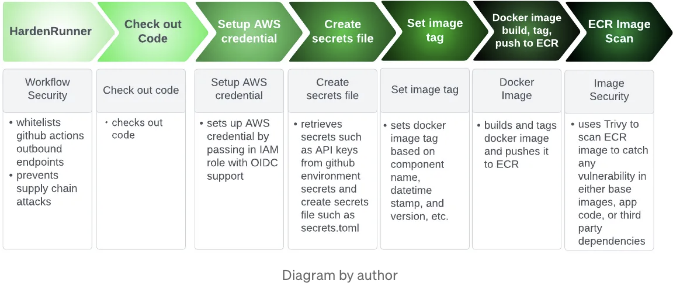 HardenRunner
Check out
Code
Setup AWS
credential
Create
secrets file
Set image
tag
Docker image
build, tag,
push to ECR
ECR Image
Scan
Workflow
Security
Check out code
Setup AWS
credential
Create
secrets file
Set image tag
Docker
Image
Image
Security
• whitelists
github actions
outbound
endpoints
• prevents
supply chain
attacks
• checks out
code
• sets up AWS
credential by
passing in IAM
role with OIDC
support
• retrieves
secrets such
as API keys
from github
environment
secrets and
create secrets
file such as
secrets.toml
• sets docker
image tag
based on
component
name,
datetime
stamp, and
version, etc.
• builds and tags
docker image
and pushes it
to ECR
• uses Trivy to
scan ECR
image to catch
any
vulnerability in
either base
images, app
code, or third
party
dependencies
Diagram by author